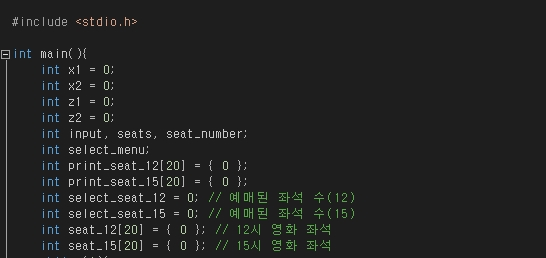 #include <stdio.h>
int main(){
int x1 = 0;
int x2 = 0;
int z1 = 0;
int z2 = 0;
int input, seats, seat_number;
int select_menu;
int print_seat_12[20] = { 0 };
int print_seat_15[20] = { 0 };
int select_seat_12 = 0; // 예매된 좌석 수(12)
int select_seat_15 = 0; // 예매된 좌석 수(15)
int seat_12[20] = { 0 }; // 12시 영화 좌석
int seat_15[20] = { 0 }; // 15시 영화 좌석